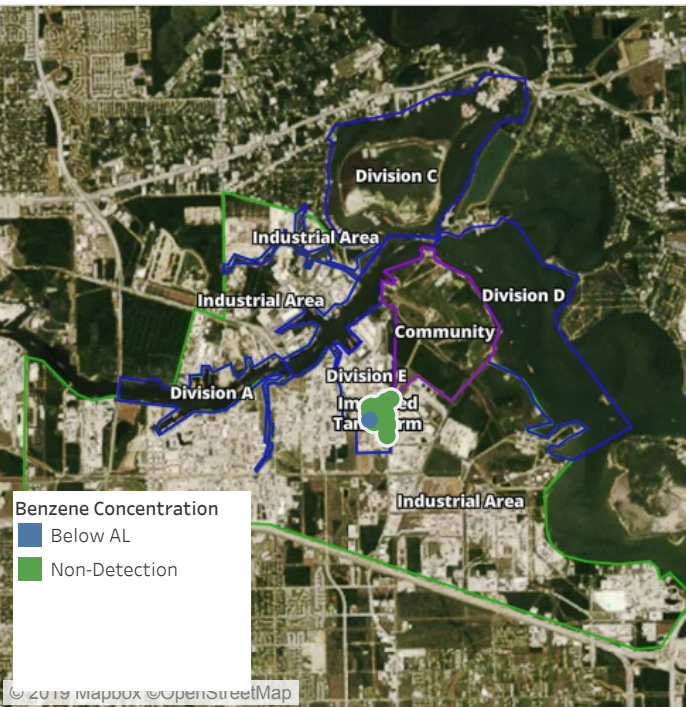 Division C
Industrial Area
Division D
Industrial Area
Community
Division E
Division A
Industrial Area
Benzene Concentration
Below AL
Non-Detection
© 2019 Mapbox ©OpenStreetMap